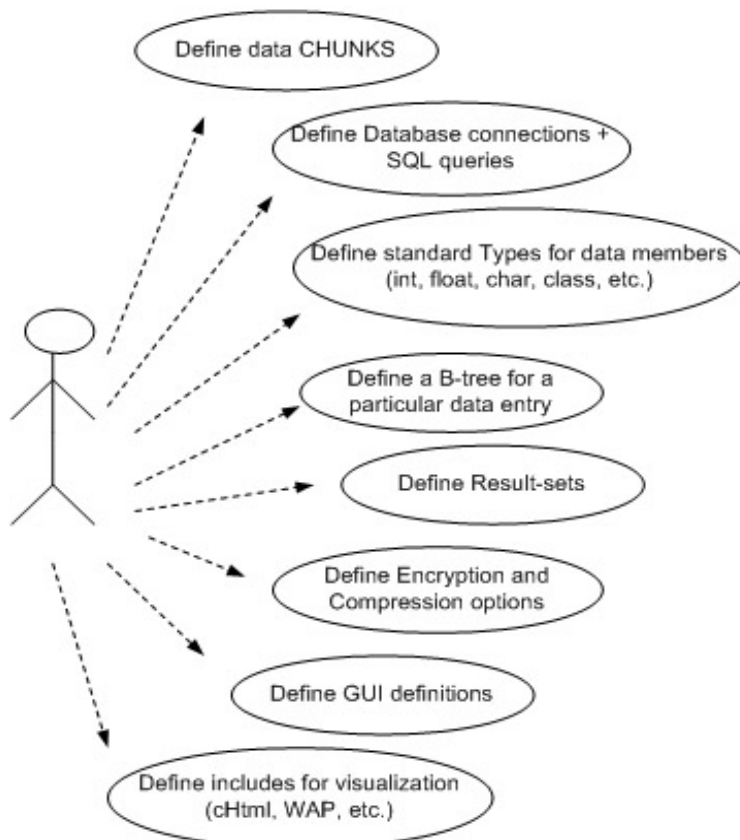 Define data CHUNKS
Define Database connections +
SQL queries
Define standard Types for data members
(int, float, char, class, etc.)
Define a B-tree for a
particular data entry
Define Result-sets
Define Encryption and
Compression options
Define GUI definitions
Define includes for visualization
(cHtml, WAP, etc.)